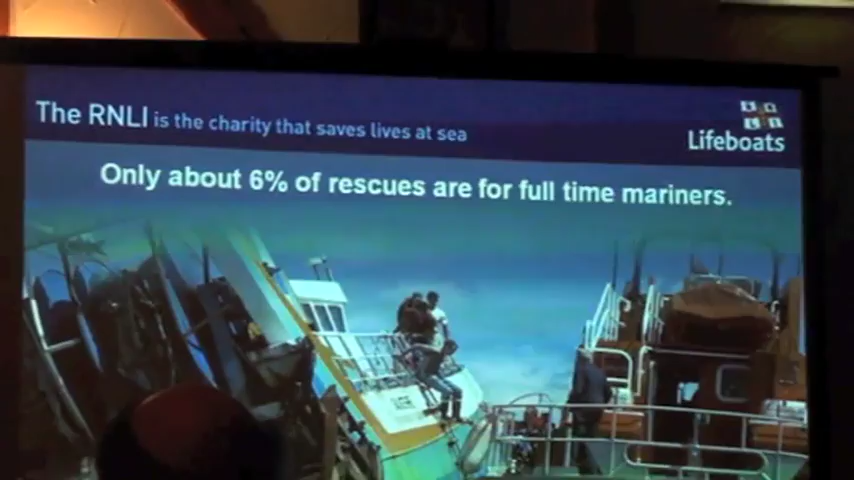 The RNLI is the charity that saves lives at sea
Lifeboats
Only about 6% of rescues are for full time mariners.